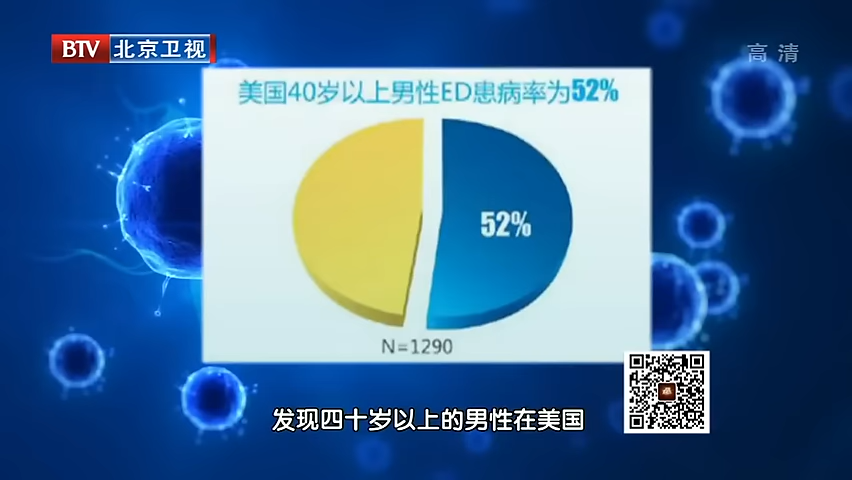 BTV 北京卫视
高清
美国40岁以上男性ED患病率为52%
52%
N=1290
发现四十岁以上的男性在美国